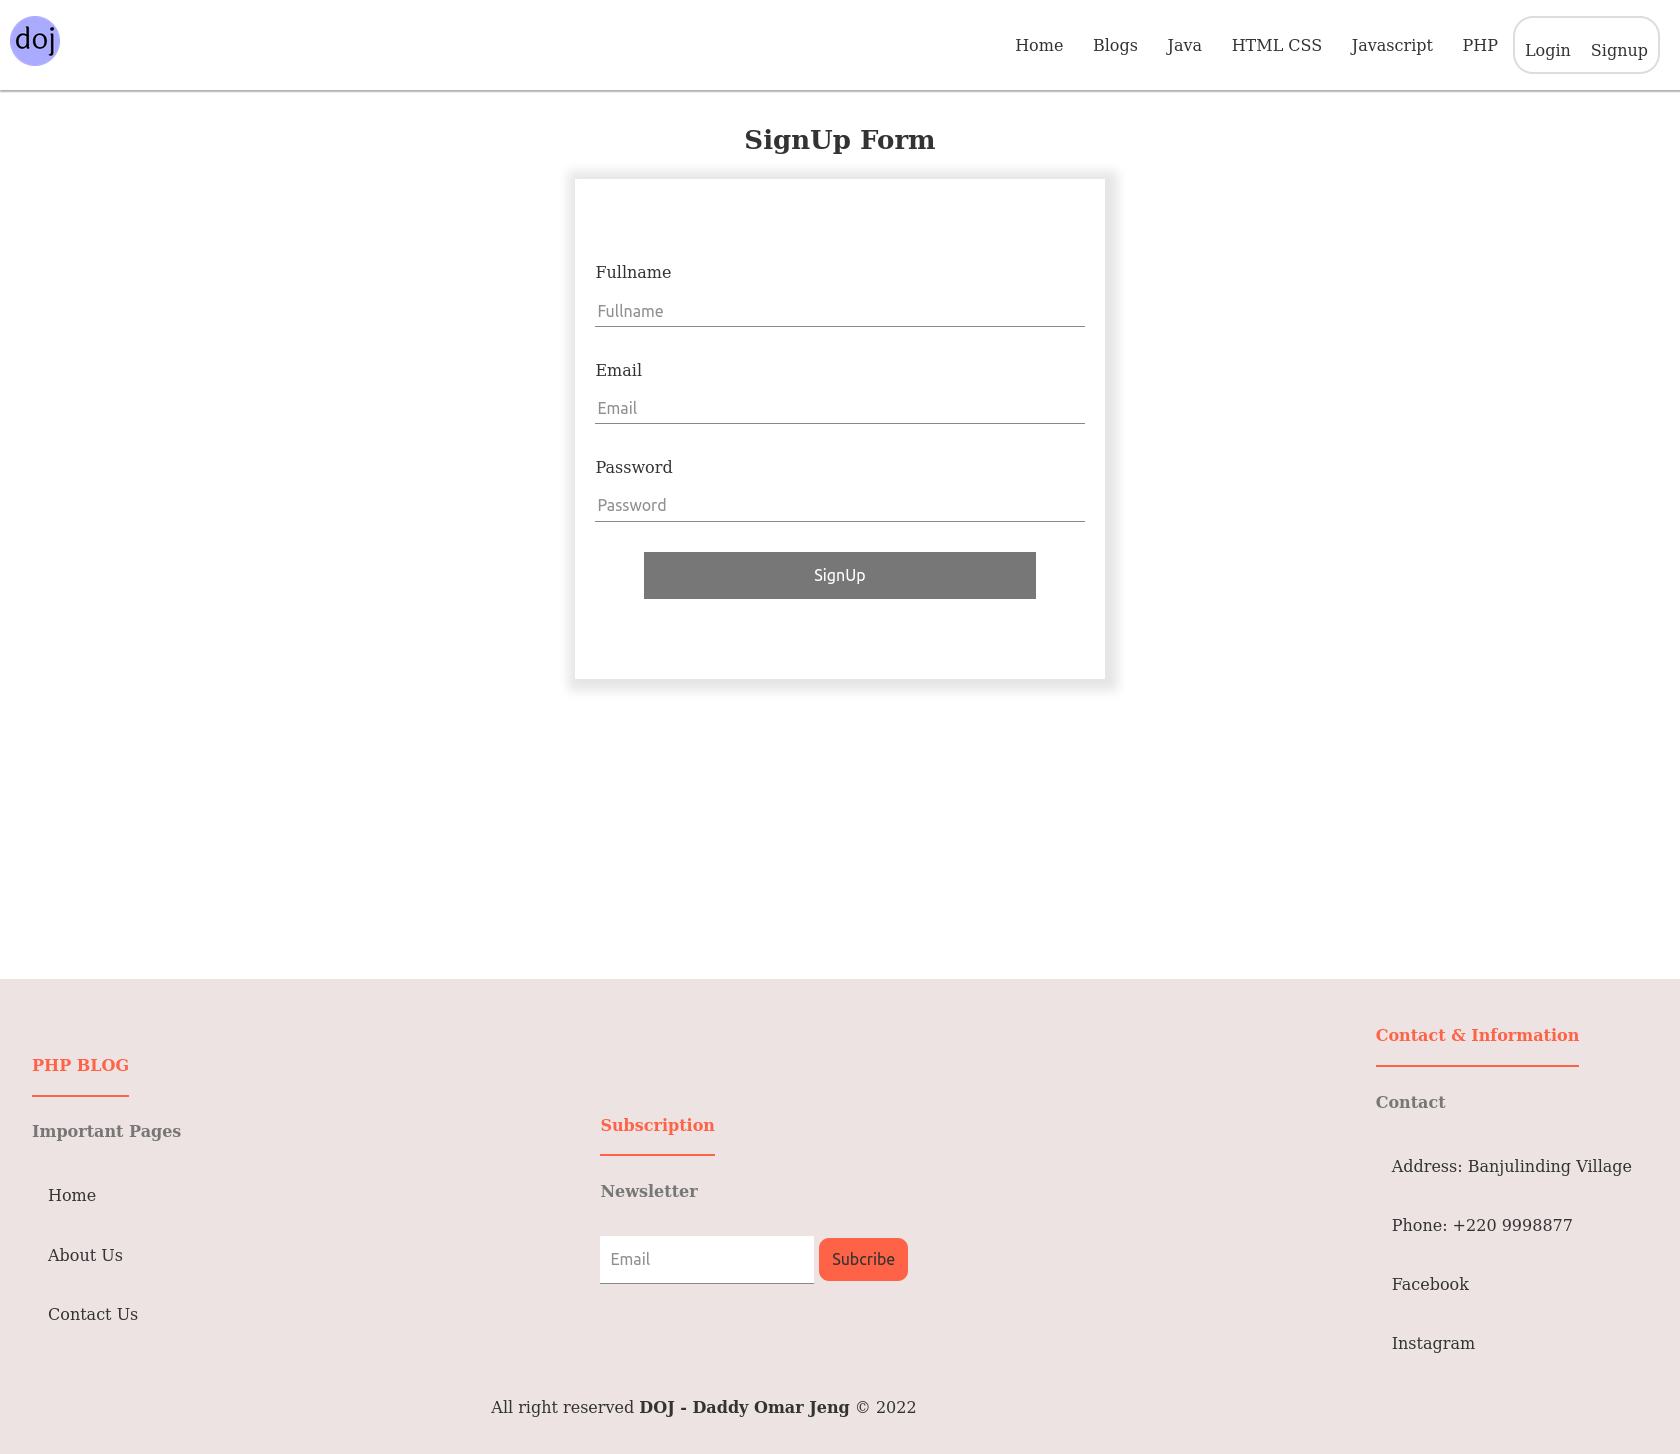 doj
Home Blogs Java HTML CSS Javascript PHP Login Signup
SignUp Form
Fullname
Fullname
Email
Email
Password
Password
SignUp
PHP BLOG
Important Pages
Home
About Us
Contact Us
Subscription
Newsletter
Email Subcribe
Contact & Information
Contact
Address: Banjulinding Village
Phone: +220 9998877
Facebook
Instagram
All right reserved DOJ - Daddy Omar Jeng © 2022